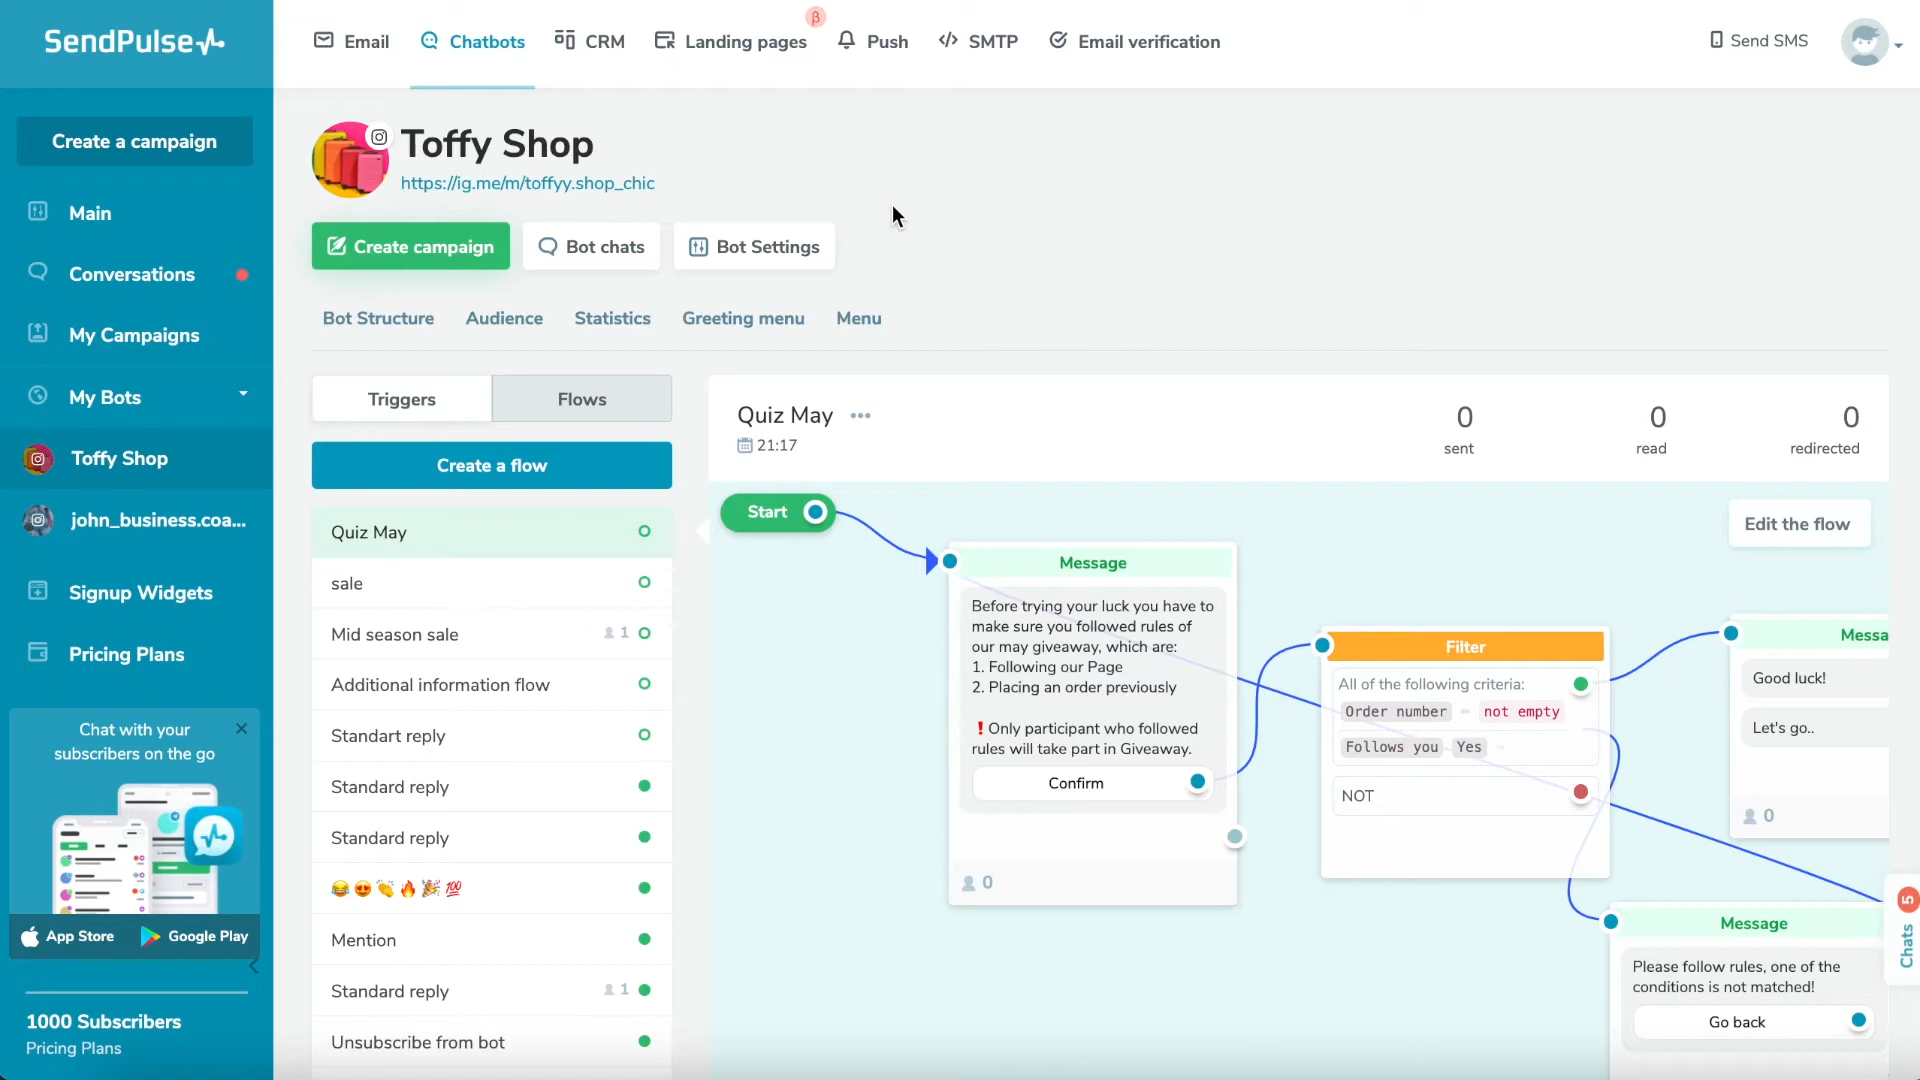 SendPulse
Email
Chatbots
CRM
Landing pages
β
Push
SMTP
Email verification
Send SMS
Create a campaign
Main
Conversations
My Campaigns
My Bots
Toffy Shop
john_business.coa...
Signup Widgets
Pricing Plans
Chat with your
subscribers on the go
App Store
Google Play
1000 Subscribers
Pricing Plans
Toffy Shop
https://ig.me/m/toffyy.shop_chic
Create campaign
Bot chats
Bot Settings
Bot Structure
Audience
Statistics
Greeting menu
Menu
Triggers
Flows
Create a flow
Quiz May
sale
Mid season sale
1
Additional information flow
Standart reply
Standard reply
Standard reply
😂😍👏🔥🎉💯
Mention
Standard reply
1
Unsubscribe from bot
Quiz May
21:17
0
sent
0
read
0
redirected
Edit the flow
Start
Message
Before trying your luck you have to
make sure you followed rules of
our may giveaway, which are:
1. Following our Page
2. Placing an order previously
❗Only participant who followed
rules will take part in Giveaway.
Confirm
0
Filter
All of the following criteria:
Order number = not empty
Follows you Yes
NOT
Messa
Good luck!
Let's go..
0
Message
Please follow rules, one of the
conditions is not matched!
Go back
Chats
5